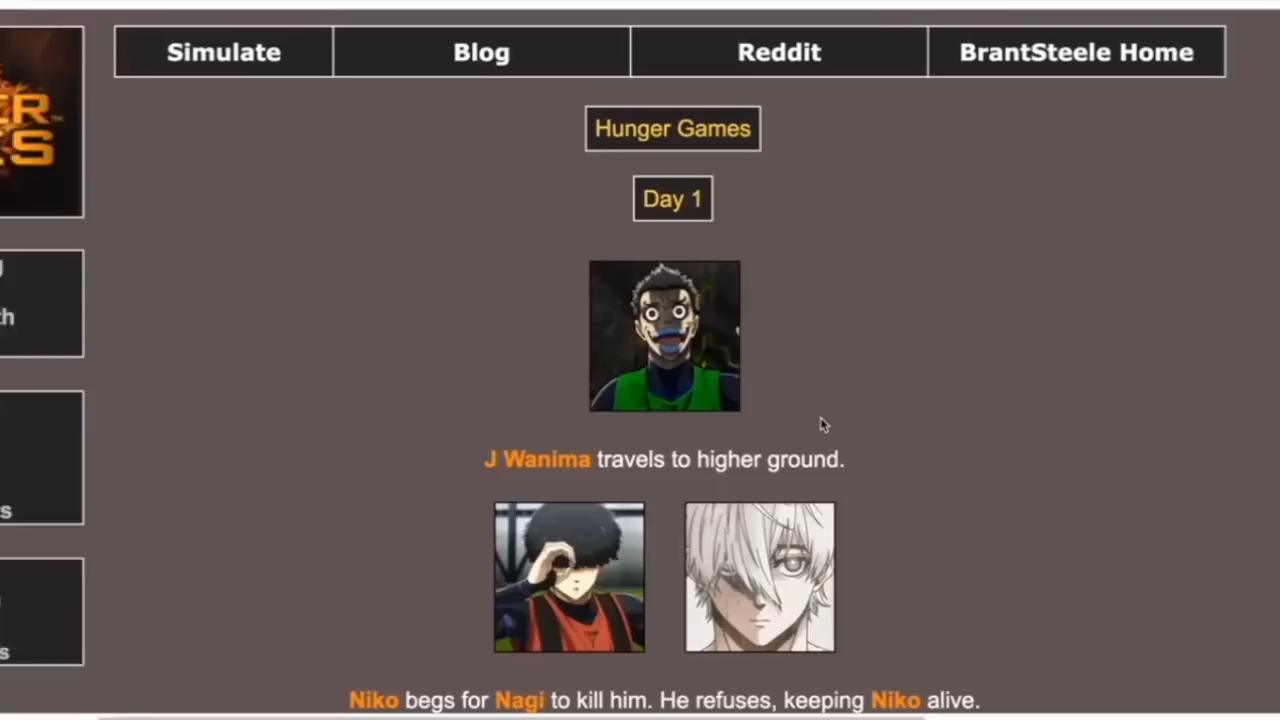 Simulate Blog Reddit BrantSteele Home
Hunger Games
Day 1
J Wanima travels to higher ground.
Niko begs for Nagi to kill him. He refuses, keeping Niko alive.